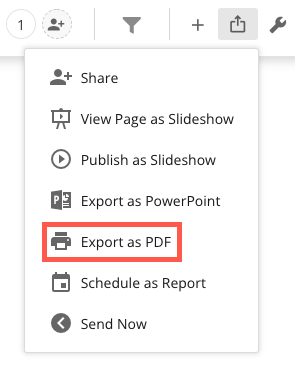 1
Share
View Page as Slideshow
Publish as Slideshow
Export as PowerPoint
Export as PDF
Schedule as Report
Send Now